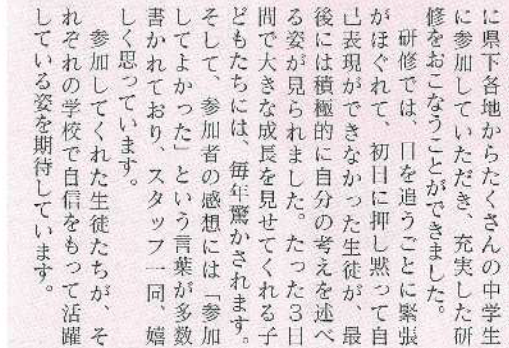 に県下各地からたくさんの中学生
に参加していただき、充実した研
修をおこなうことができました。
　研修では、日を追うごとに緊張
がほぐれて、初日に押し黙って自
己表現ができなかった生徒が、最
後には積極的に自分の考えを述べ
る姿が見られました。たった３日
間で大きな成長を見せてくれる子
どもたちには、毎年驚かされます。
そして、参加者の感想には「参加
してよかった」という言葉が多数
書かれており、スタッフ一同、嬉
しく思っています。
　参加してくれた生徒たちが、そ
れぞれの学校で自信をもって活躍
している姿を期待しています。